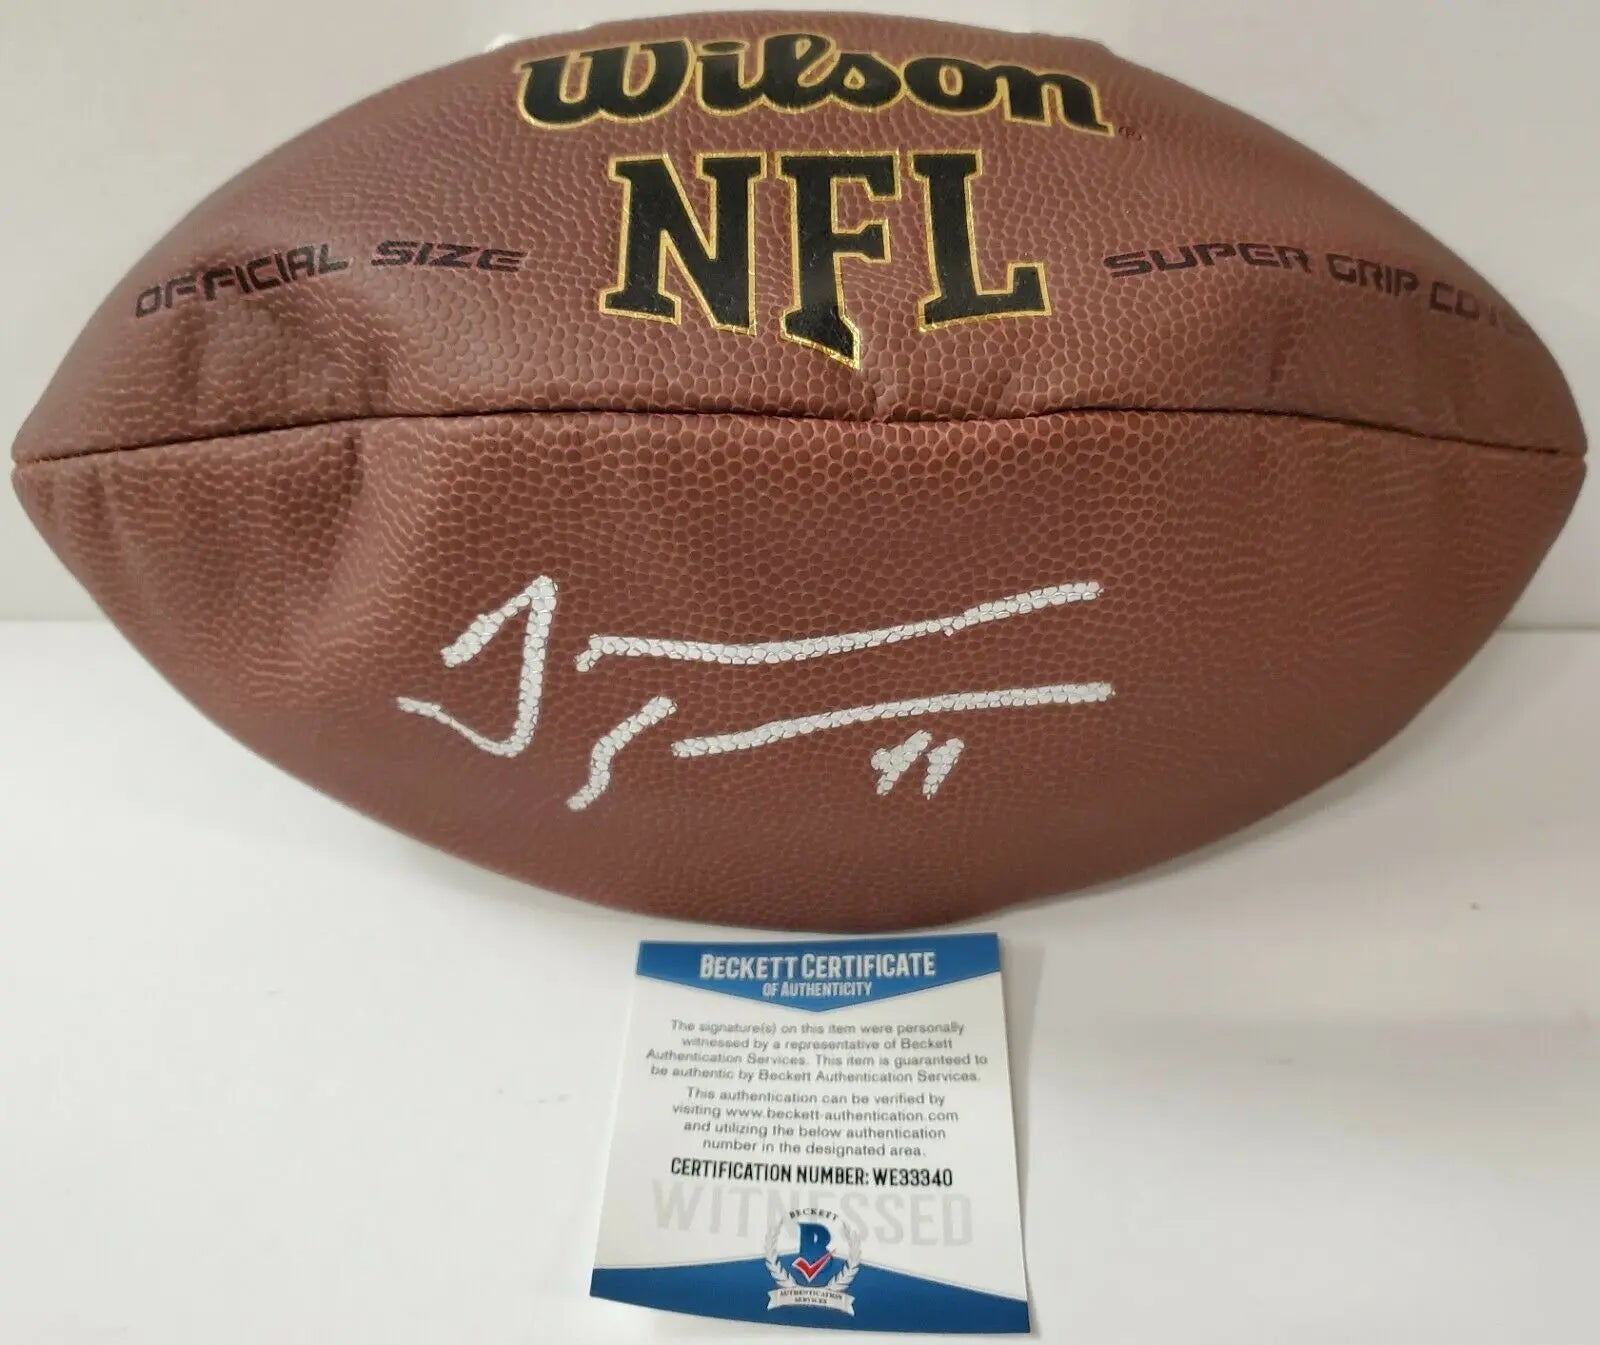 Wilson
NFL
OFFICIAL SIZE
SUPER GRIP
BECKETT CERTIFICATE
OF AUTHENTICITY
The signature(s) on this item were personally
witnessed by a representative of Beckett
Authentication Services. This item is guaranteed to
be authentic by Beckett Authentication Services.
This authentication can be verified by
visiting www.beckett-authentication.com
and utilizing the below authentication
number in the designated area.
CERTIFICATION NUMBER: WE33340
WITNESSED
BECKETT
B
AUTHENTICATION
SERVICES